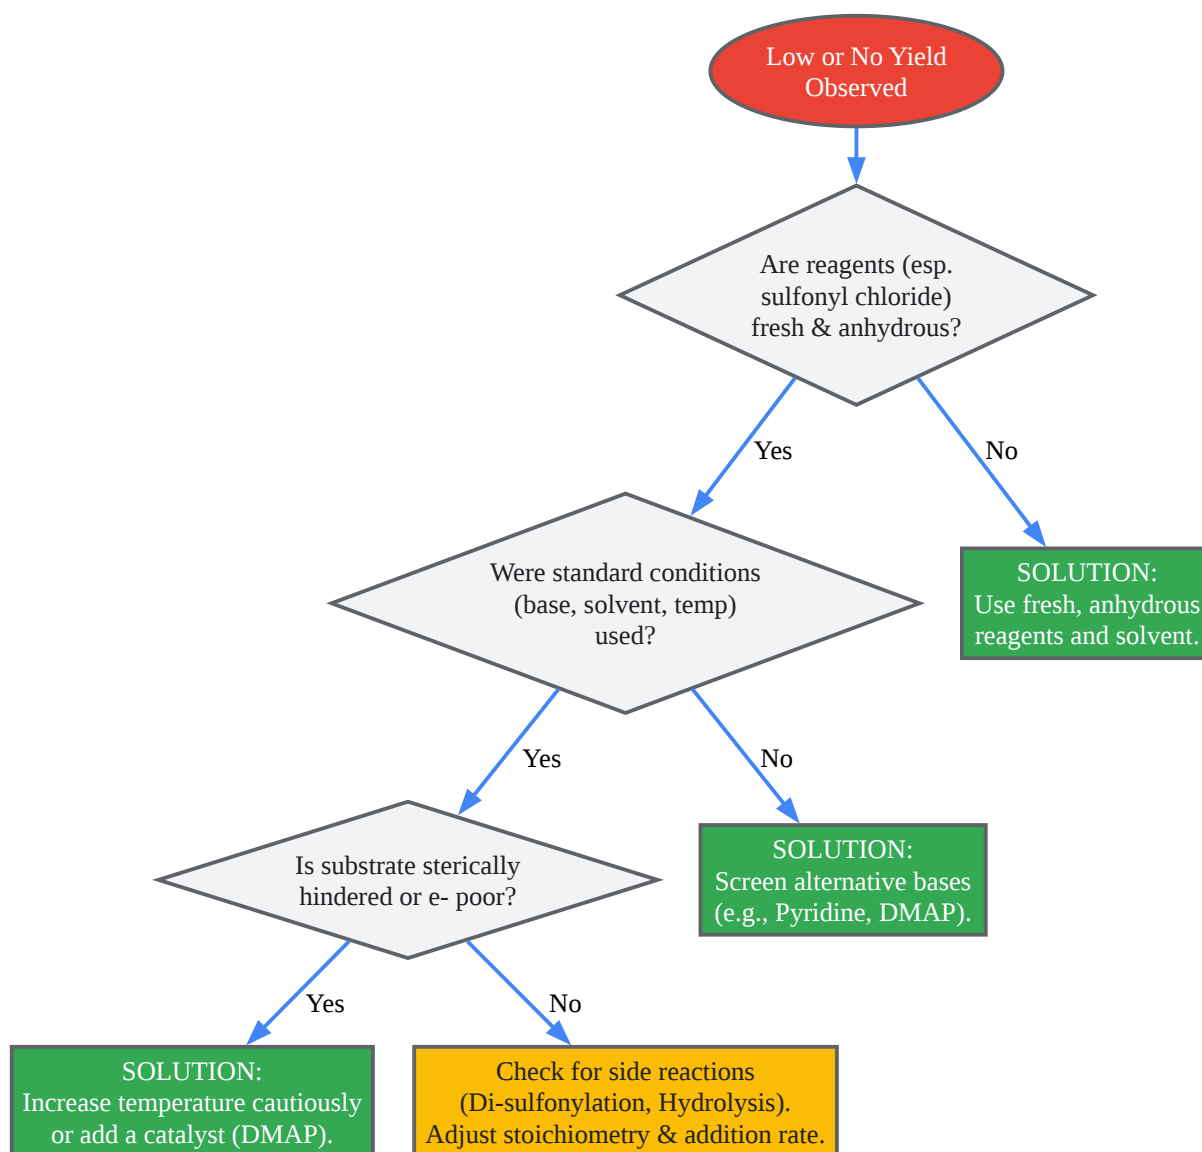 Low or No Yield
Observed
Are reagents (esp.
sulfonyl chloride)
fresh & anhydrous?
Yes
No
Were standard conditions
(base, solvent, temp)
used?
SOLUTION:
Use fresh, anhydrous
reagents and solvent.
Yes
No
Is substrate sterically
hindered or e- poor?
SOLUTION:
Screen alternative bases
(e.g., Pyridine, DMAP).
Yes
No
SOLUTION:
Increase temperature cautiously
or add a catalyst (DMAP).
Check for side reactions
(Di-sulfonylation, Hydrolysis).
Adjust stoichiometry & addition rate.